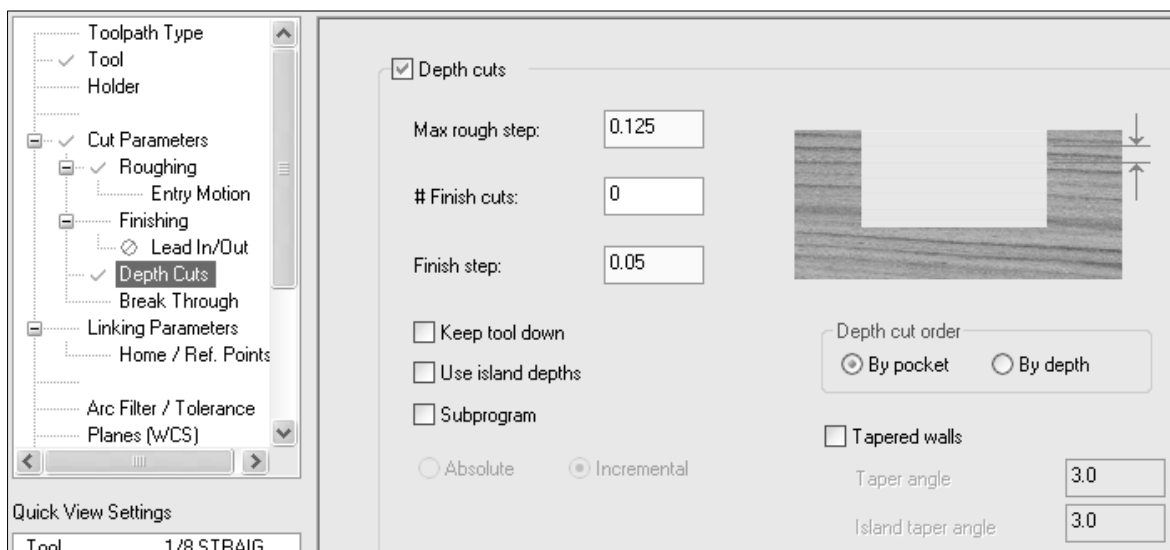 Toolpath Type
Tool
Holder
Cut Parameters
Roughing
Entry Motion
Finishing
Lead In/Out
Depth Cuts
Break Through
Linking Parameters
Home / Ref. Points
Arc Filter / Tolerance
Planes (WCS)
Quick View Settings
Tool 1/8 STRAIG
Depth cuts
Max rough step: 0.125
# Finish cuts: 0
Finish step: 0.05
Keep tool down
Use island depths
Subprogram
Absolute Incremental
Depth cut order
By pocket By depth
Tapered walls
Taper angle 3.0
Island taper angle 3.0